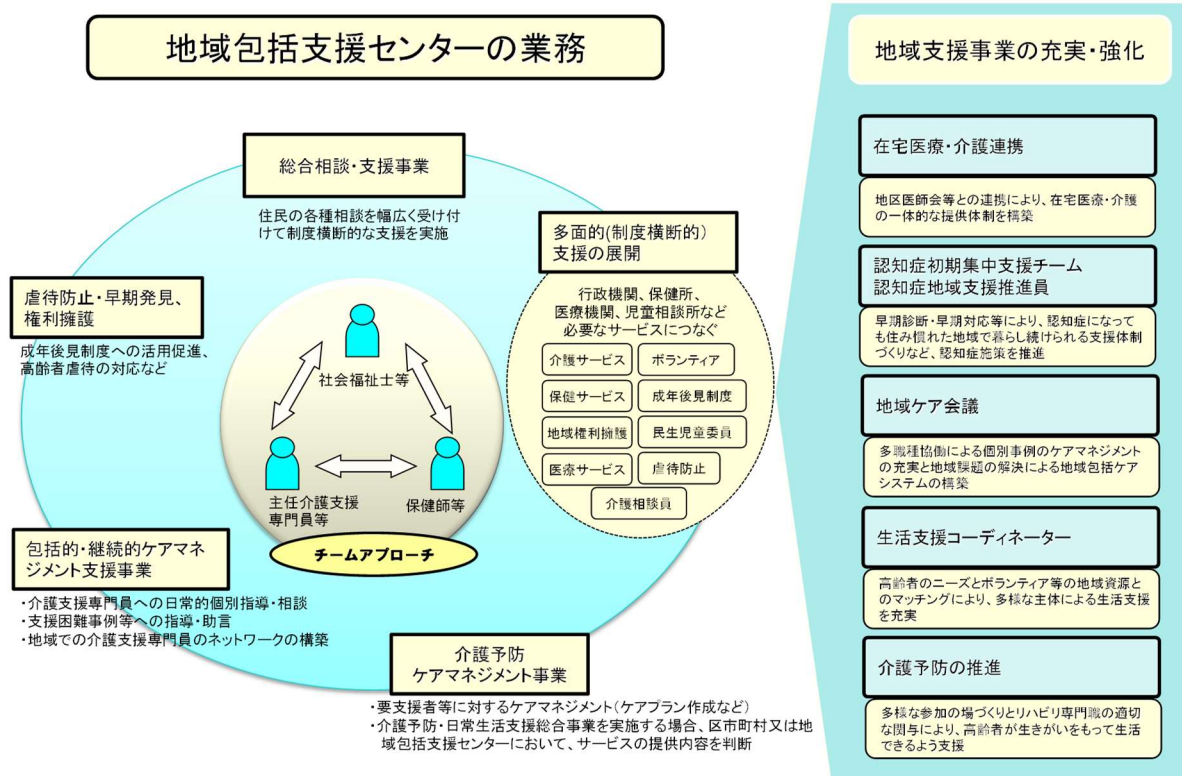 地域包括支援センターの業務
総合相談・支援事業
住民の各種相談を幅広く受け付
けて制度横断的な支援を実施
虐待防止・早期発見、
権利擁護
成年後見制度への活用促進、
高齢者虐待の対応など
社会福祉士等
主任介護支援
専門員等
保健師等
チームアプローチ
多面的(制度横断的)
支援の展開
行政機関、保健所、
医療機関、児童相談所など
必要なサービスにつなぐ
介護サービス
ボランティア
保健サービス
成年後見制度
地域権利擁護
民生児童委員
医療サービス
虐待防止
介護相談員
包括的・継続的ケアマネ
ジメント支援事業
・介護支援専門員への日常的個別指導・相談
・支援困難事例等への指導・助言
・地域での介護支援専門員のネットワークの構築
介護予防
ケアマネジメント事業
・要支援者等に対するケアマネジメント(ケアプラン作成など)
・介護予防・日常生活支援総合事業を実施する場合、区市町村又は地
域包括支援センターにおいて、サービスの提供内容を判断
地域支援事業の充実・強化
在宅医療・介護連携
地区医師会等との連携により、在宅医療・介護
の一体的な提供体制を構築
認知症初期集中支援チーム
認知症地域支援推進員
早期診断・早期対応等により、認知症になって
も住み慣れた地域で暮らし続けられる支援体制
づくりなど、認知症施策を推進
地域ケア会議
多職種協働による個別事例のケアマネジメント
の充実と地域課題の解決による地域包括ケア
システムの構築
生活支援コーディネーター
高齢者のニーズとボランティア等の地域資源と
のマッチングにより、多様な主体による生活支援
を充実
介護予防の推進
多様な参加の場づくりとリハビリ専門職の適切
な関与により、高齢者が生きがいをもって生活
できるよう支援